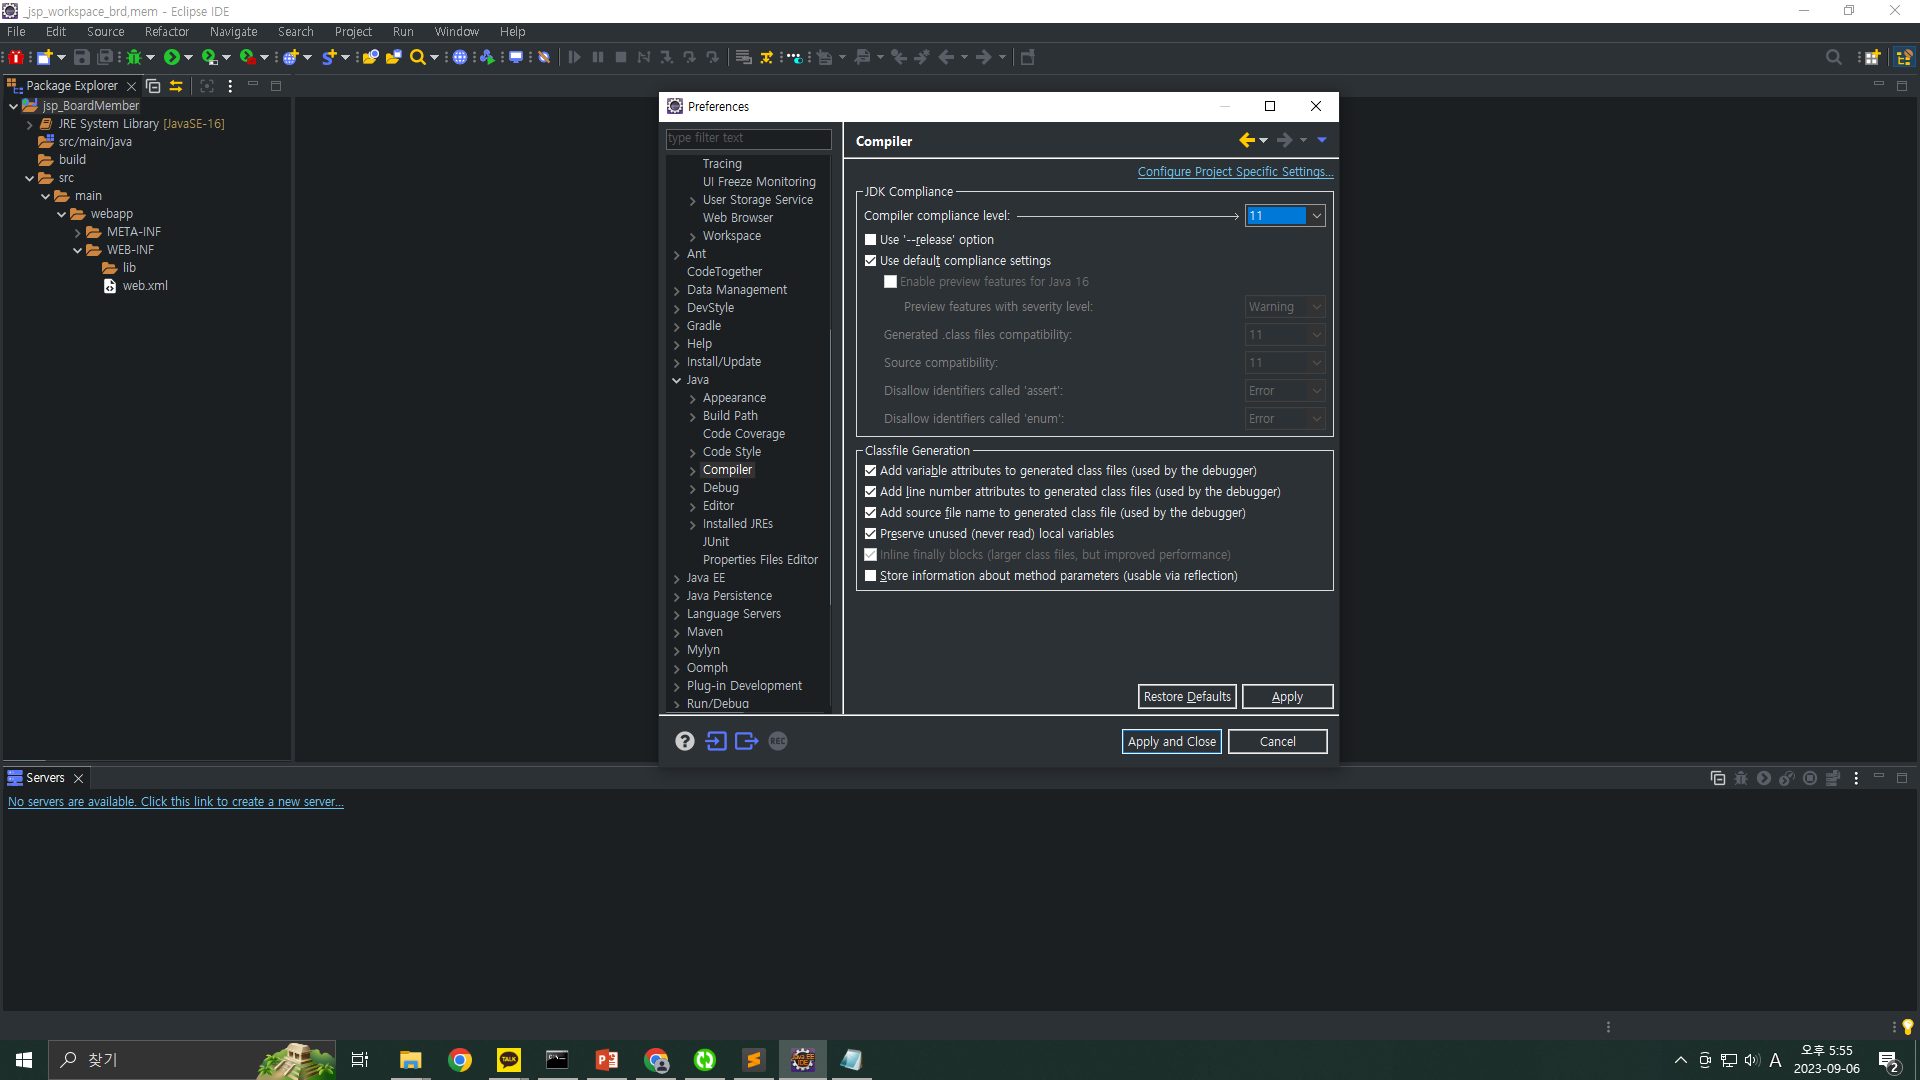 _jsp_workspace_brd,mem - Eclipse IDE
File Edit Source Refactor Navigate Search Project Run Window Help
Package Explorer
jsp_BoardMember
JRE System Library [JavaSE-16]
src/main/java
build
src
main
webapp
META-INF
WEB-INF
lib
web.xml
Preferences
type filter text
Tracing
UI Freeze Monitoring
User Storage Service
Web Browser
Workspace
Ant
CodeTogether
Data Management
DevStyle
Gradle
Help
Install/Update
Java
Appearance
Build Path
Code Coverage
Code Style
Compiler
Debug
Editor
Installed JREs
JUnit
Properties Files Editor
Java EE
Java Persistence
Language Servers
Maven
Mylyn
Oomph
Plug-in Development
Run/Debug
Compiler
Configure Project Specific Settings...
JDK Compliance
Compiler compliance level: 11
Use '--release' option
Use default compliance settings
Enable preview features for Java 16
Preview features with severity level: Warning
Generated .class files compatibility: 11
Source compatibility: 11
Disallow identifiers called 'assert': Error
Disallow identifiers called 'enum': Error
Classfile Generation
Add variable attributes to generated class files (used by the debugger)
Add line number attributes to generated class files (used by the debugger)
Add source file name to generated class file (used by the debugger)
Preserve unused (never read) local variables
Inline finally blocks (larger class files, but improved performance)
Store information about method parameters (usable via reflection)
Restore Defaults Apply
REC
Apply and Close Cancel
Servers
No servers are available. Click this link to create a new server...
찾기
TALK
A
오후 5:55
2023-09-06
2